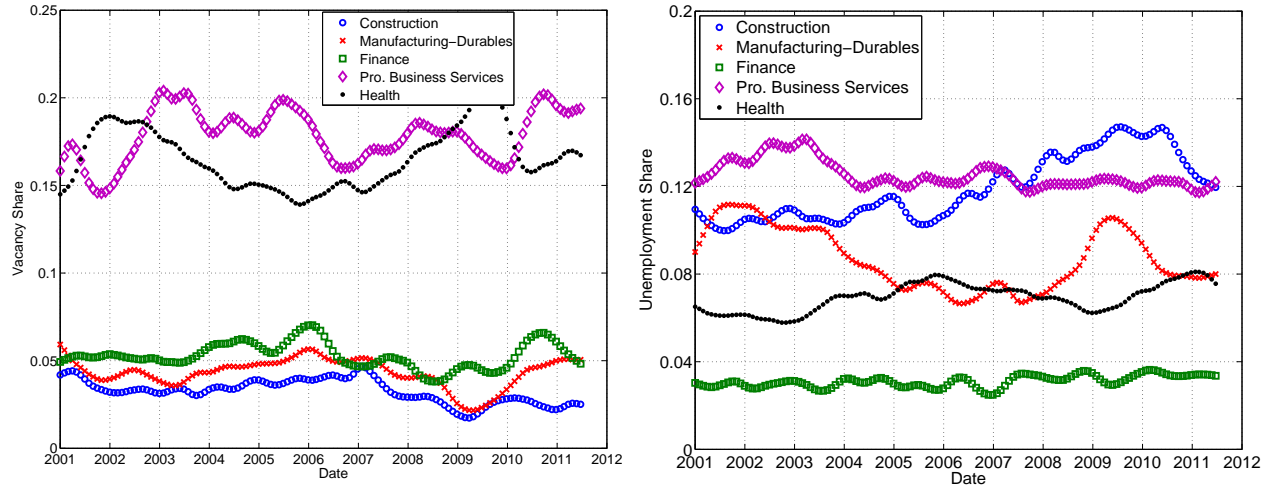 0.25
0.2
0.15
0.1
0.05
0
Vacancy Share
Construction
Manufacturing−Durables
Finance
Pro. Business Services
Health
2001 2002 2003 2004 2005 2006 2007 2008 2009 2010 2011 2012
Date
0.2
0.16
0.12
0.08
0.04
0
Unemployment Share
Construction
Manufacturing−Durables
Finance
Pro. Business Services
Health
2001 2002 2003 2004 2005 2006 2007 2008 2009 2010 2011 2012
Date